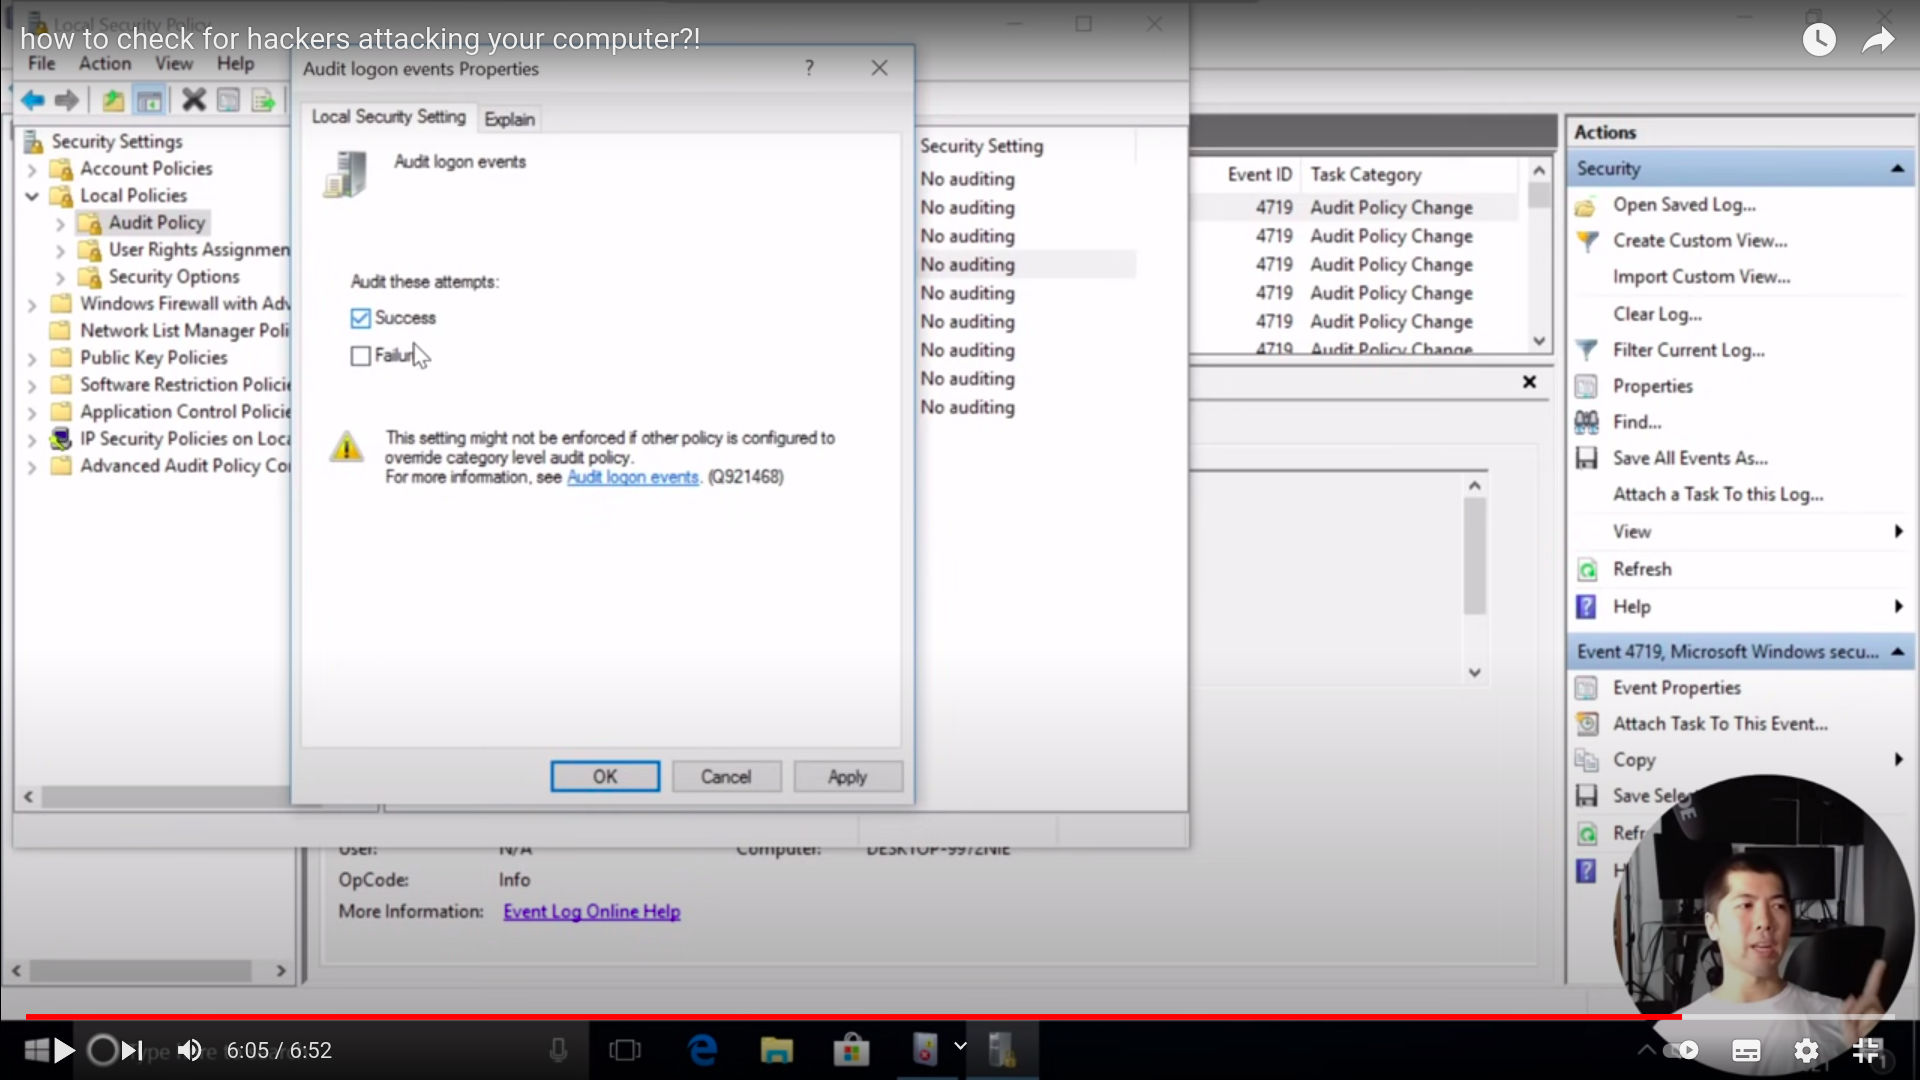 Local Security Policy
how to check for hackers attacking your computer?!
File Action View Help
Audit logon events Properties
?
Local Security Setting Explain
Security Settings
Account Policies
Local Policies
Audit Policy
User Rights Assignmen
Security Options
Windows Firewall with Adv
Network List Manager Poli
Public Key Policies
Software Restriction Policie
Application Control Policie
IP Security Policies on Loca
Advanced Audit Policy Co
Audit logon events
Audit these attempts:
Success
Failur
This setting might not be enforced if other policy is configured to
override category level audit policy.
For more information, see Audit logon events. (Q921468)
OK Cancel Apply
Security Setting
No auditing
No auditing
No auditing
No auditing
No auditing
No auditing
No auditing
No auditing
No auditing
Event ID Task Category
4719 Audit Policy Change
4719 Audit Policy Change
4719 Audit Policy Change
4719 Audit Policy Change
4719 Audit Policy Change
4719 Audit Policy Change
User: N/A Computer: DESKTOP-9972NIE
OpCode: Info
More Information: Event Log Online Help
Actions
Security
Open Saved Log...
Create Custom View...
Import Custom View...
Clear Log...
Filter Current Log...
Properties
Find...
Save All Events As...
Attach a Task To this Log...
View
Refresh
Help
Event 4719, Microsoft Windows secu...
Event Properties
Attach Task To This Event...
Copy
Save Sele
Refr
H
6:05 / 6:52